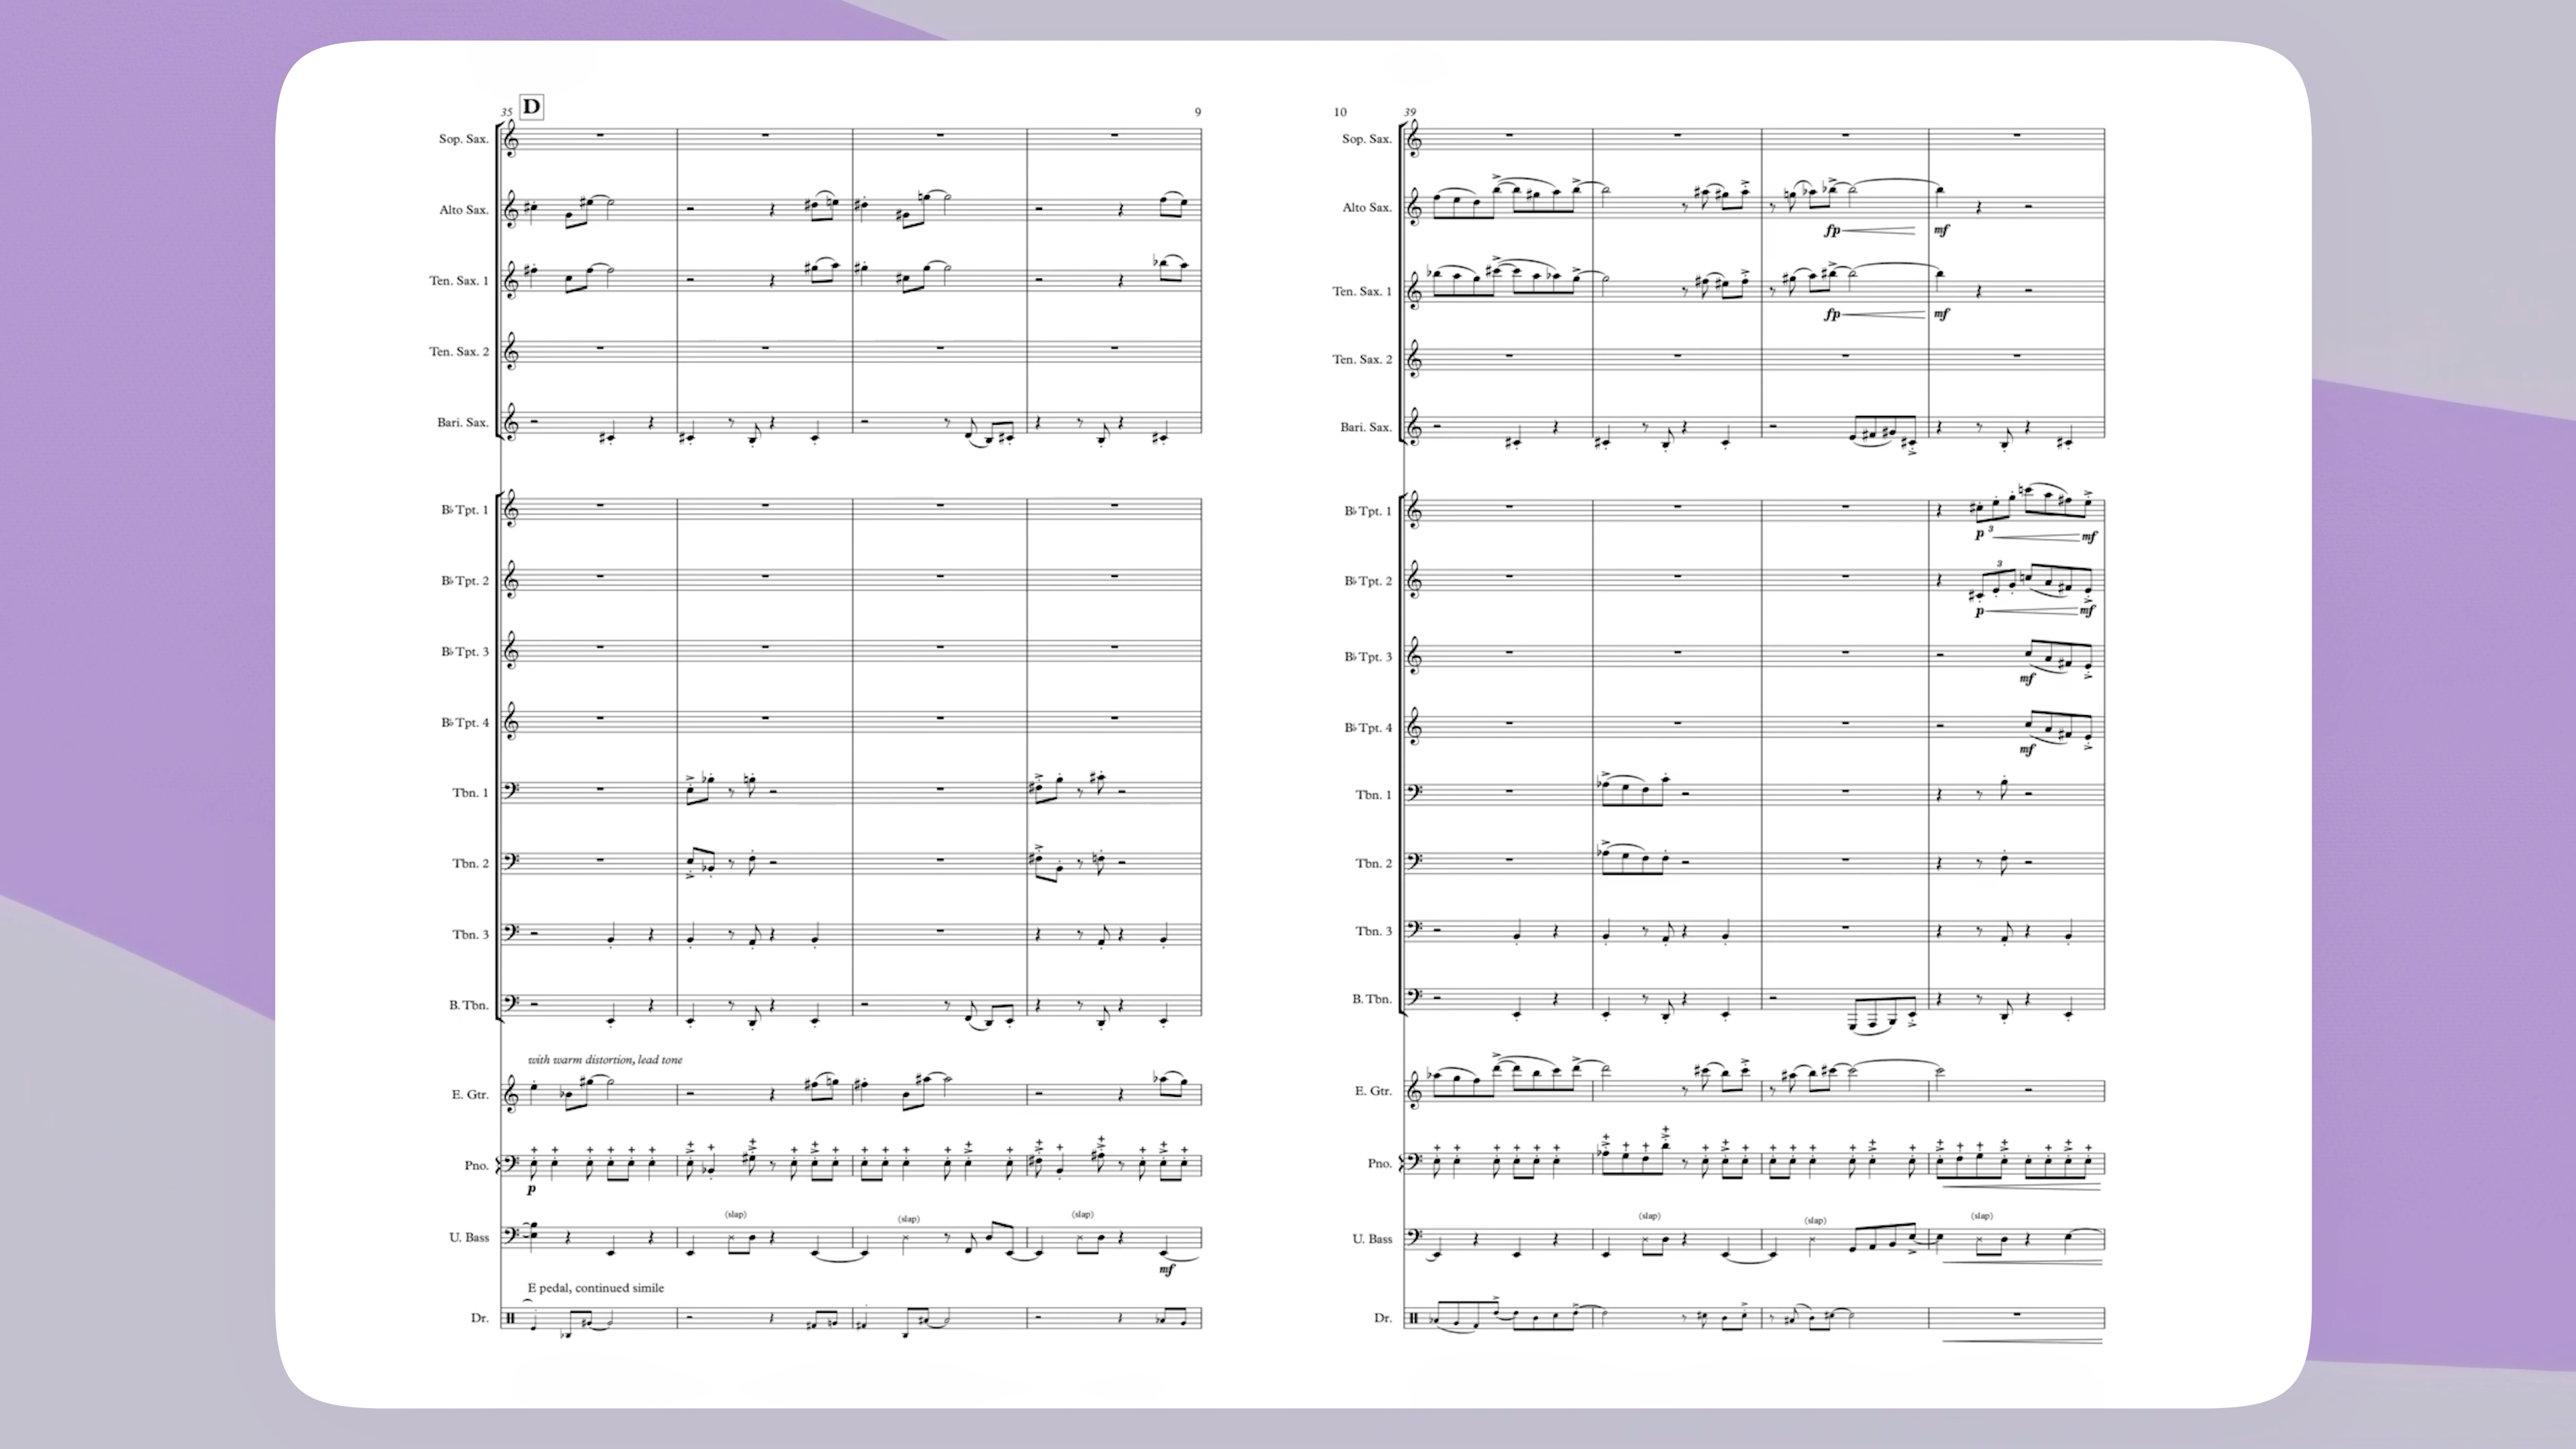 35 D 9
Sop. Sax.
Alto Sax.
Ten. Sax. 1
Ten. Sax. 2
Bari. Sax.
B♭ Tpt. 1
B♭ Tpt. 2
B♭ Tpt. 3
B♭ Tpt. 4
Tbn. 1
Tbn. 2
Tbn. 3
B. Tbn.
with warm distortion, lead tone
E. Gtr.
Pno.
p
(slap) (slap) (slap)
U. Bass
mf
E pedal, continued simile
Dr.
10 39
Sop. Sax.
Alto Sax.
fp mf
Ten. Sax. 1
fp mf
Ten. Sax. 2
Bari. Sax.
B♭ Tpt. 1
p 3 mf
3
B♭ Tpt. 2
p mf
B♭ Tpt. 3
mf
B♭ Tpt. 4
mf
Tbn. 1
Tbn. 2
Tbn. 3
B. Tbn.
E. Gtr.
Pno.
(slap) (slap) (slap)
U. Bass
Dr.